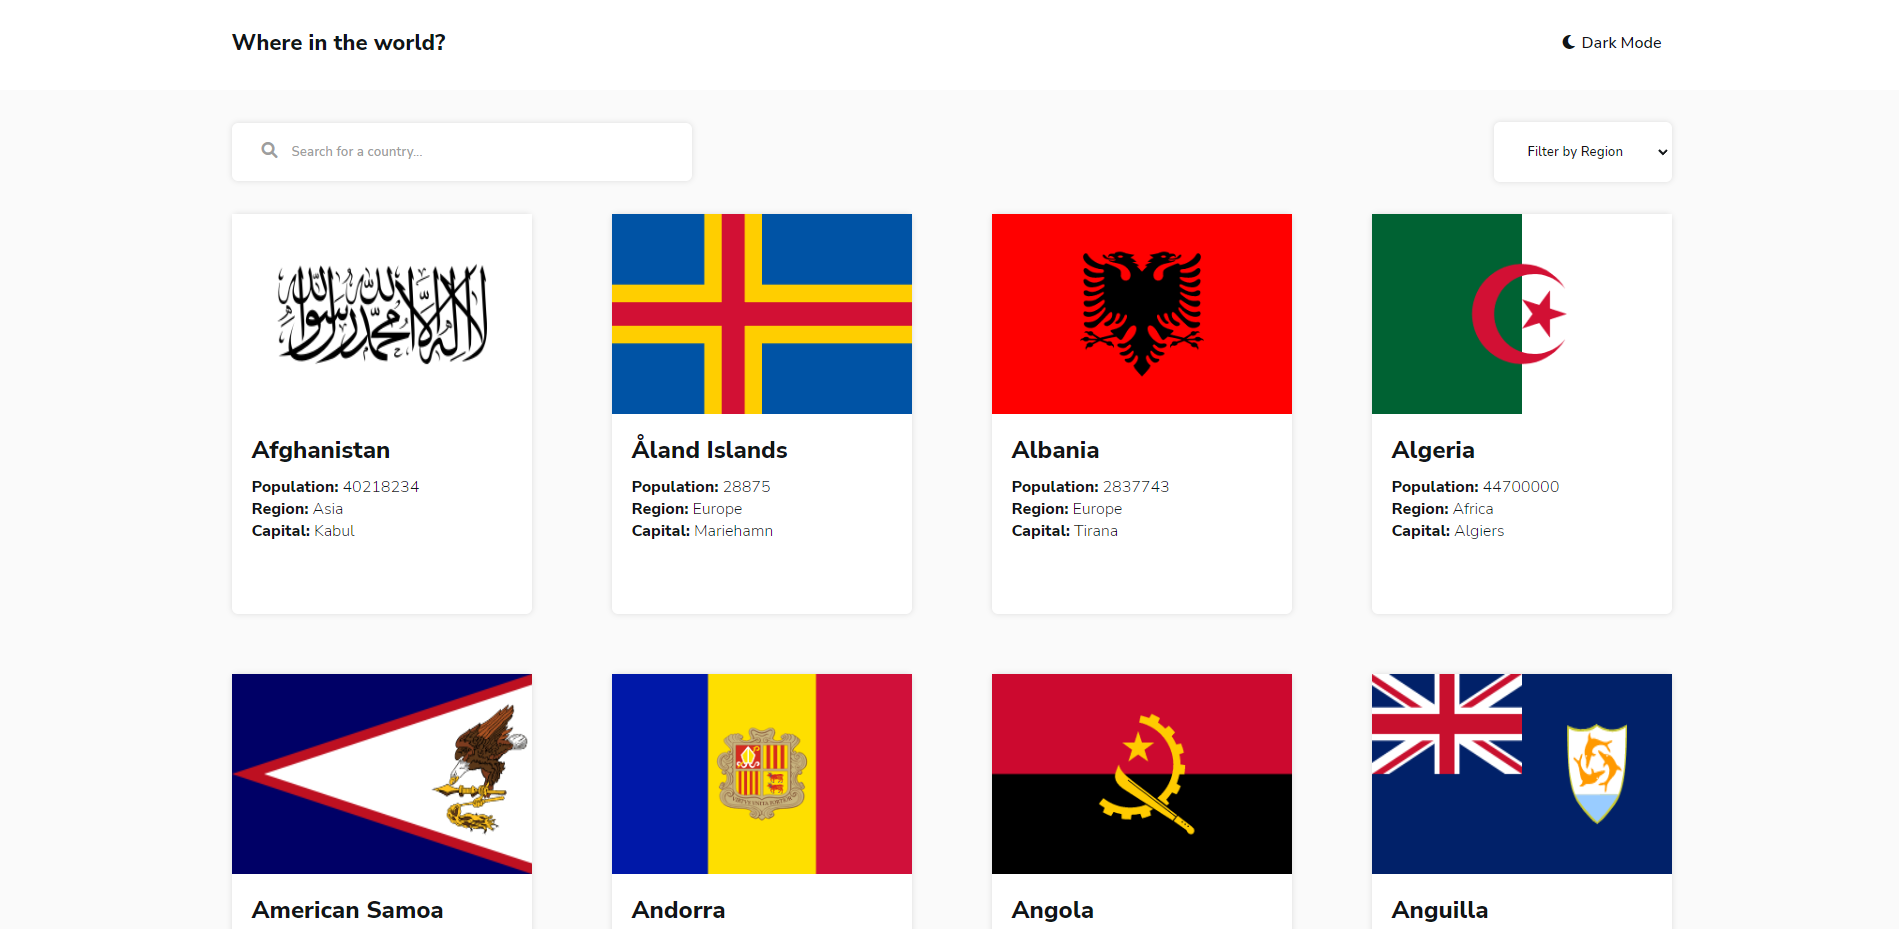 Where in the world?
Dark Mode
Search for a country...
Filter by Region
لا إله إلا الله محمد رسول الله
Afghanistan
Population: 40218234
Region: Asia
Capital: Kabul
Åland Islands
Population: 28875
Region: Europe
Capital: Mariehamn
Albania
Population: 2837743
Region: Europe
Capital: Tirana
Algeria
Population: 44700000
Region: Africa
Capital: Algiers
American Samoa
Andorra
Angola
Anguilla